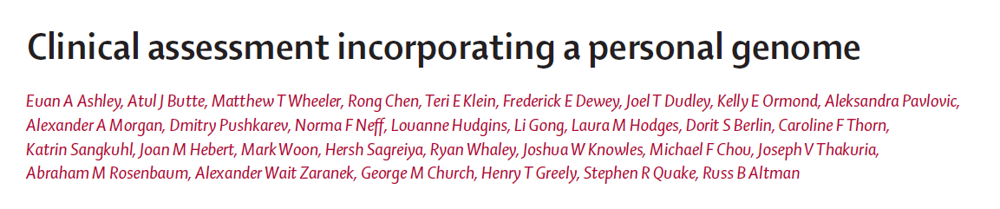 Clinical assessment incorporating a personal genome
Euan A Ashley, Atul J Butte, Matthew T Wheeler, Rong Chen, Teri E Klein, Frederick E Dewey, Joel T Dudley, Kelly E Ormond, Aleksandra Pavlovic,
Alexander A Morgan, Dmitry Pushkarev, Norma F Neff, Louanne Hudgins, Li Gong, Laura M Hodges, Dorit S Berlin, Caroline F Thorn,
Katrin Sangkuhl, Joan M Hebert, Mark Woon, Hersh Sagreiya, Ryan Whaley, Joshua W Knowles, Michael F Chou, Joseph V Thakuria,
Abraham M Rosenbaum, Alexander Wait Zaranek, George M Church, Henry T Greely, Stephen R Quake, Russ B Altman